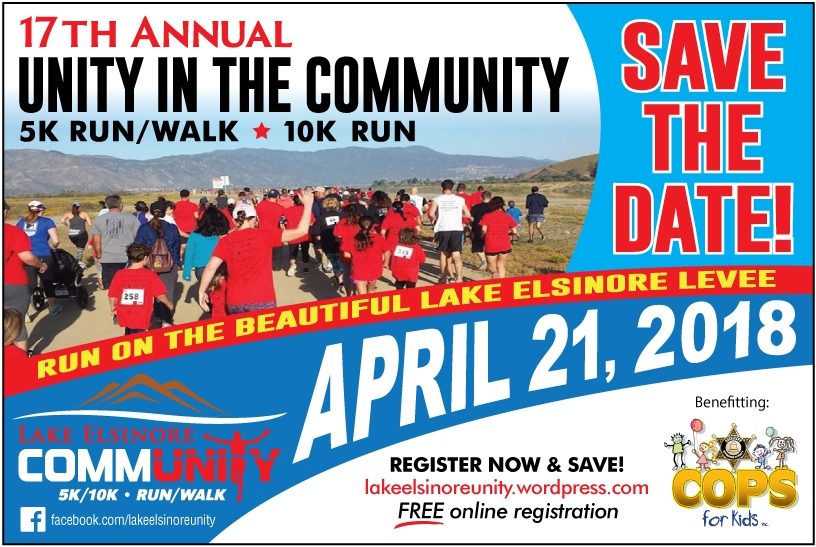 17TH ANNUAL
UNITY IN THE COMMUNITY
5K RUN/WALK ★ 10K RUN
SAVE
THE
DATE!
258
RUN ON THE BEAUTIFUL LAKE ELSINORE LEVEE
APRIL 21, 2018
LAKE ELSINORE
COMMUNITY
5K/10K • RUN/WALK
facebook.com/lakeelsinoreunity
REGISTER NOW & SAVE!
lakeelsinoreunity.wordpress.com
FREE online registration
Benefitting:
COPS
for Kids INC.